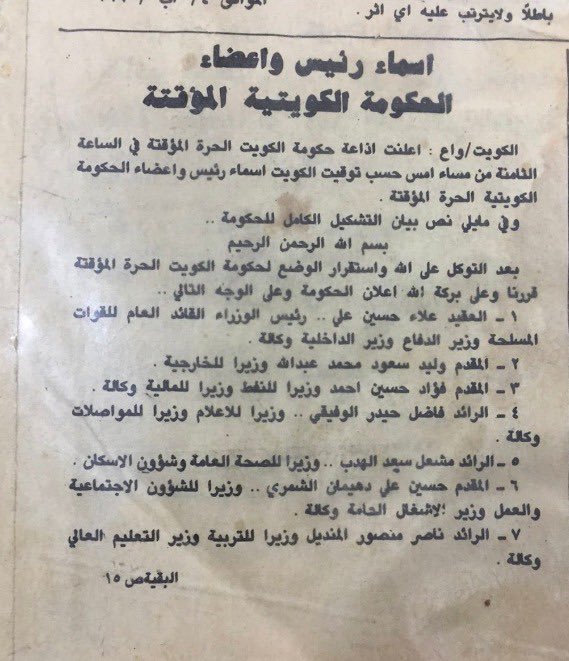 باطلاً ولايترتب عليه اي اثر .
اسماء رئيس واعضاء
الحكومة الكويتية المؤقتة
الكويت/واع : اعلنت اذاعة حكومة الكويت الحرة المؤقتة في الساعة
الثامنة من مساء امس حسب توقيت الكويت اسماء رئيس واعضاء الحكومة
الكويتية الحرة المؤقتة .
وفي مايلي نص بيان التشكيل الكامل للحكومة ..
بسم الله الرحمن الرحيم
بعد التوكل على الله واستقرار الوضع لحكومة الكويت الحرة المؤقتة
قررنا وعلى بركة الله اعلان الحكومة وعلى الوجه التالي ..
١ - العقيد علاء حسين علي .. رئيس الوزراء القائد العام للقوات
المسلحة وزير الدفاع وزير الداخلية وكالة .
٢ - المقدم وليد سعود محمد عبدالله وزيرا للخارجية .
٣ - المقدم فؤاد حسين احمد وزيرا للنفط وزيرا للمالية وكالة .
٤ - الرائد فاضل حيدر الوفيقي .. وزيرا للاعلام وزيرا للمواصلات
وكالة .
٥ - الرائد مشعل سعد الهدب .. وزيرا للصحة العامة وشؤون الاسكان .
٦ - المقدم حسين علي دهيمان الشمري .. وزيرا للشؤون الاجتماعية
والعمل وزير الاشغال العامة وكالة .
٧ - الرائد ناصر منصور المنديل وزيرا للتربية وزير التعليم العالي
وكالة .
البقية ص ١٥